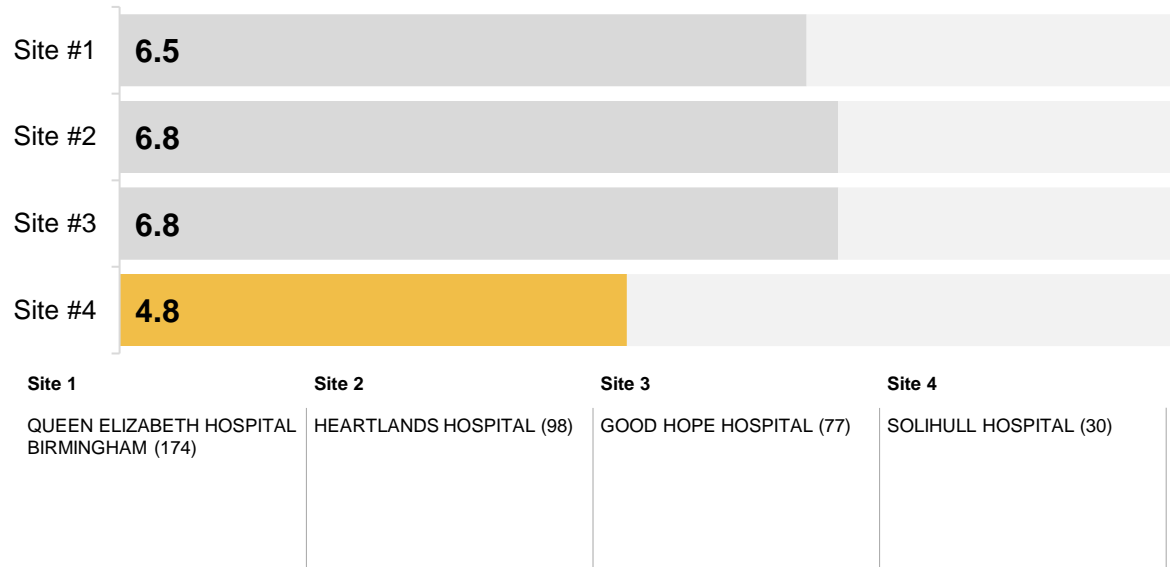 Site #1 6.5
Site #2 6.8
Site #3 6.8
Site #4 4.8
Site 1 Site 2 Site 3 Site 4
QUEEN ELIZABETH HOSPITAL
BIRMINGHAM (174)
HEARTLANDS HOSPITAL (98)
GOOD HOPE HOSPITAL (77)
SOLIHULL HOSPITAL (30)